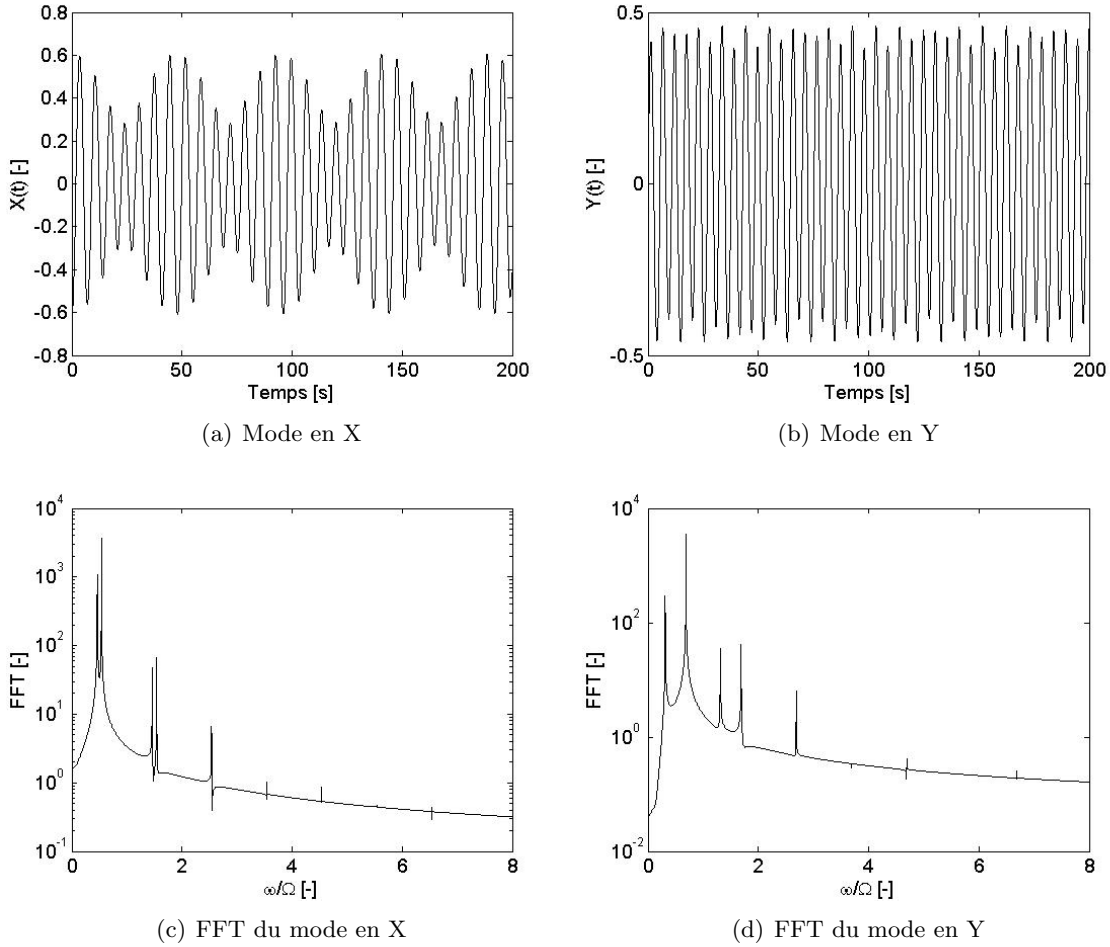 0.8
0.6
0.4
0.2
0
-0.2
-0.4
-0.6
-0.8
X(t) [-]
0 50 100 150 200
Temps [s]
(a) Mode en X
0.5
0
-0.5
Y(t) [-]
0 50 100 150 200
Temps [s]
(b) Mode en Y
10^4
10^3
10^2
10^1
10^0
10^-1
FFT [-]
0 2 4 6 8
ω/Ω [-]
(c) FFT du mode en X
10^4
10^2
10^0
10^-2
FFT [-]
0 2 4 6 8
ω/Ω [-]
(d) FFT du mode en Y